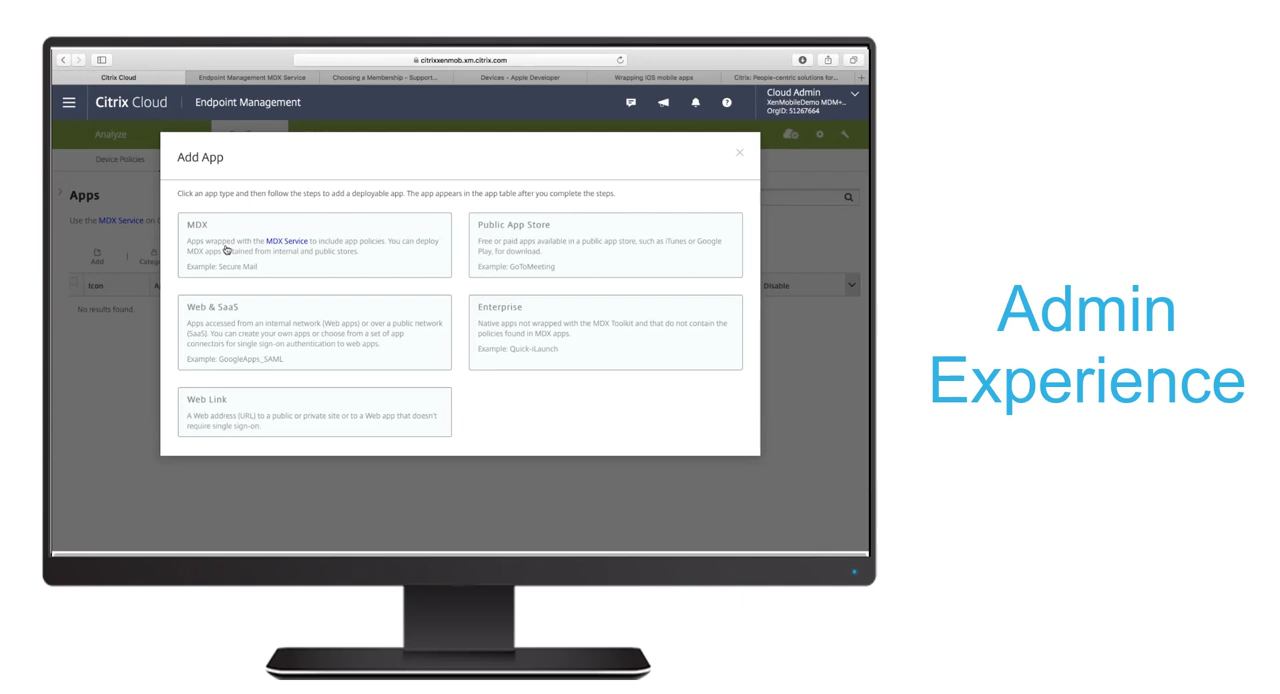 citrixxenmob.xm.citrix.com
Citrix Cloud
Endpoint Management MDX Service
Choosing a Membership - Support...
Devices - Apple Developer
Wrapping iOS mobile apps
Citrix: People-centric solutions for...
Citrix Cloud
Endpoint Management
Cloud Admin
XenMobileDemo MDM+...
OrgID: 51267664
Analyze
Device Policies
Add App
Apps
Click an app type and then follow the steps to add a deployable app. The app appears in the app table after you complete the steps.
Use the MDX Service on
MDX
Apps wrapped with the MDX Service to include app policies. You can deploy
MDX apps obtained from internal and public stores.
Example: Secure Mail
Public App Store
Free or paid apps available in a public app store, such as iTunes or Google
Play, for download.
Example: GoToMeeting
Add
Categ
Icon
A
Disable
No results found.
Web & SaaS
Apps accessed from an internal network (Web apps) or over a public network
(SaaS). You can create your own apps or choose from a set of app
connectors for single sign-on authentication to web apps.
Example: GoogleApps_SAML
Enterprise
Native apps not wrapped with the MDX Toolkit and that do not contain the
policies found in MDX apps.
Example: Quick-iLaunch
Web Link
A Web address (URL) to a public or private site or to a Web app that doesn't
require single sign-on.
Admin
Experience